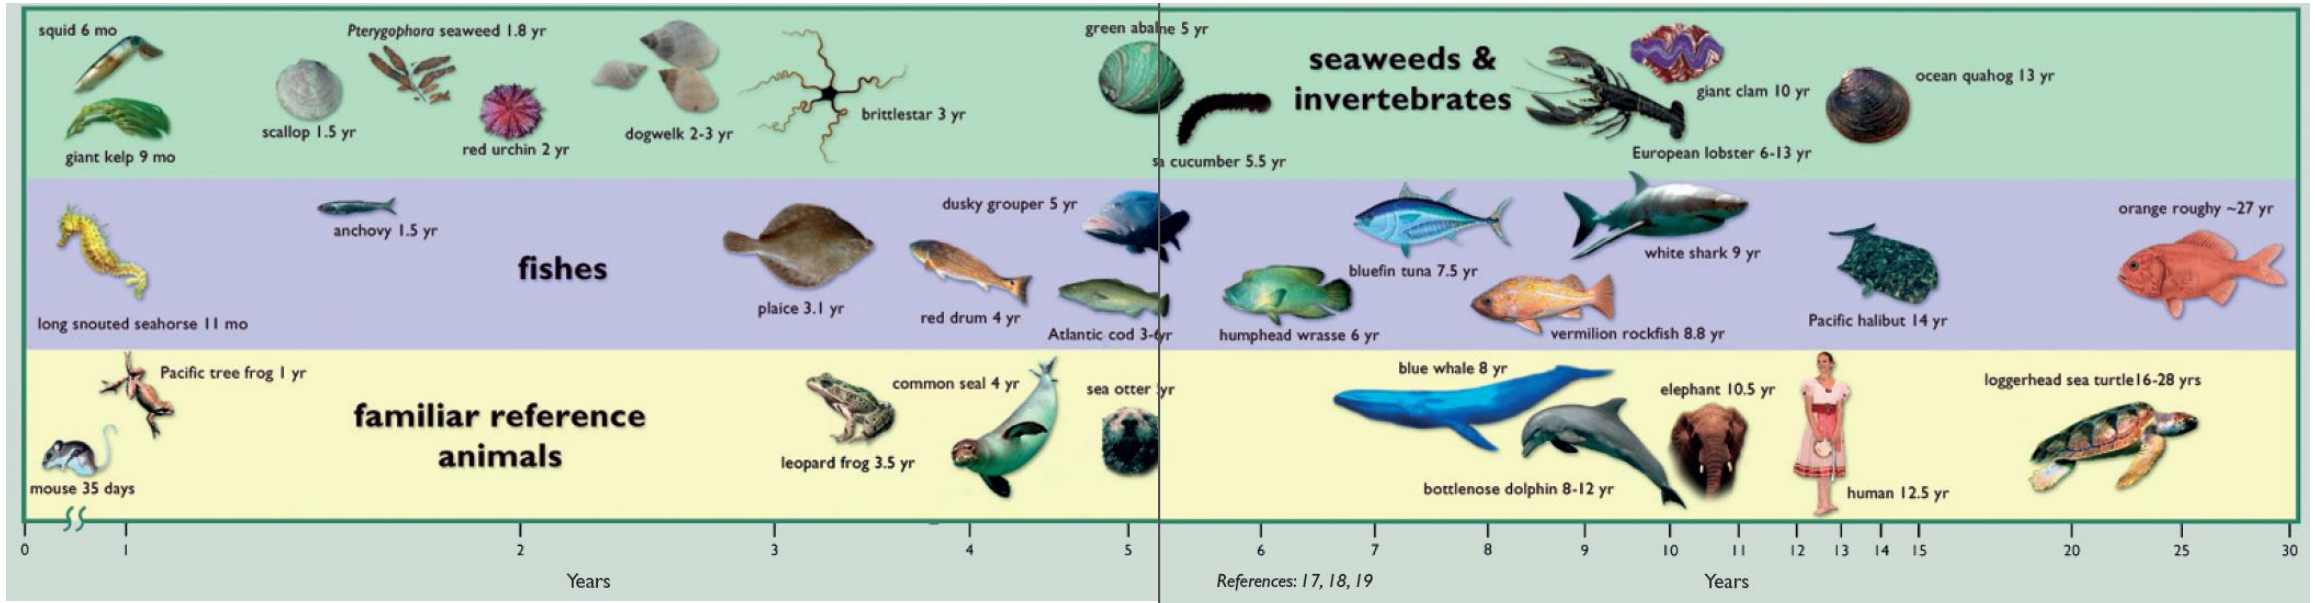 squid 6 mo
Pterygophora seaweed 1.8 yr
green abalne 5 yr
seaweeds &
invertebrates
ocean quahog 13 yr
giant clam 10 yr
brittlestar 3 yr
scallop 1.5 yr
dogwelk 2-3 yr
giant kelp 9 mo
red urchin 2 yr
cucumber 5.5 yr
European lobster 6-13 yr
dusky grouper 5 yr
orange roughy ~27 yr
anchovy 1.5 yr
fishes
white shark 9 yr
bluefin tuna 7.5 yr
plaice 3.1 yr
red drum 4 yr
long snouted seahorse 11 mo
Atlantic cod 3-6yr
humphead wrasse 6 yr
vermilion rockfish 8.8 yr
Pacific halibut 14 yr
Pacific tree frog 1 yr
common seal 4 yr
sea otter yr
blue whale 8 yr
elephant 10.5 yr
loggerhead sea turtle16-28 yrs
familiar reference
animals
leopard frog 3.5 yr
mouse 35 days
bottlenose dolphin 8-12 yr
human 12.5 yr
0 1 2 3 4 5 6 7 8 9 10 11 12 13 14 15 20 25 30
Years
References: 17, 18, 19
Years